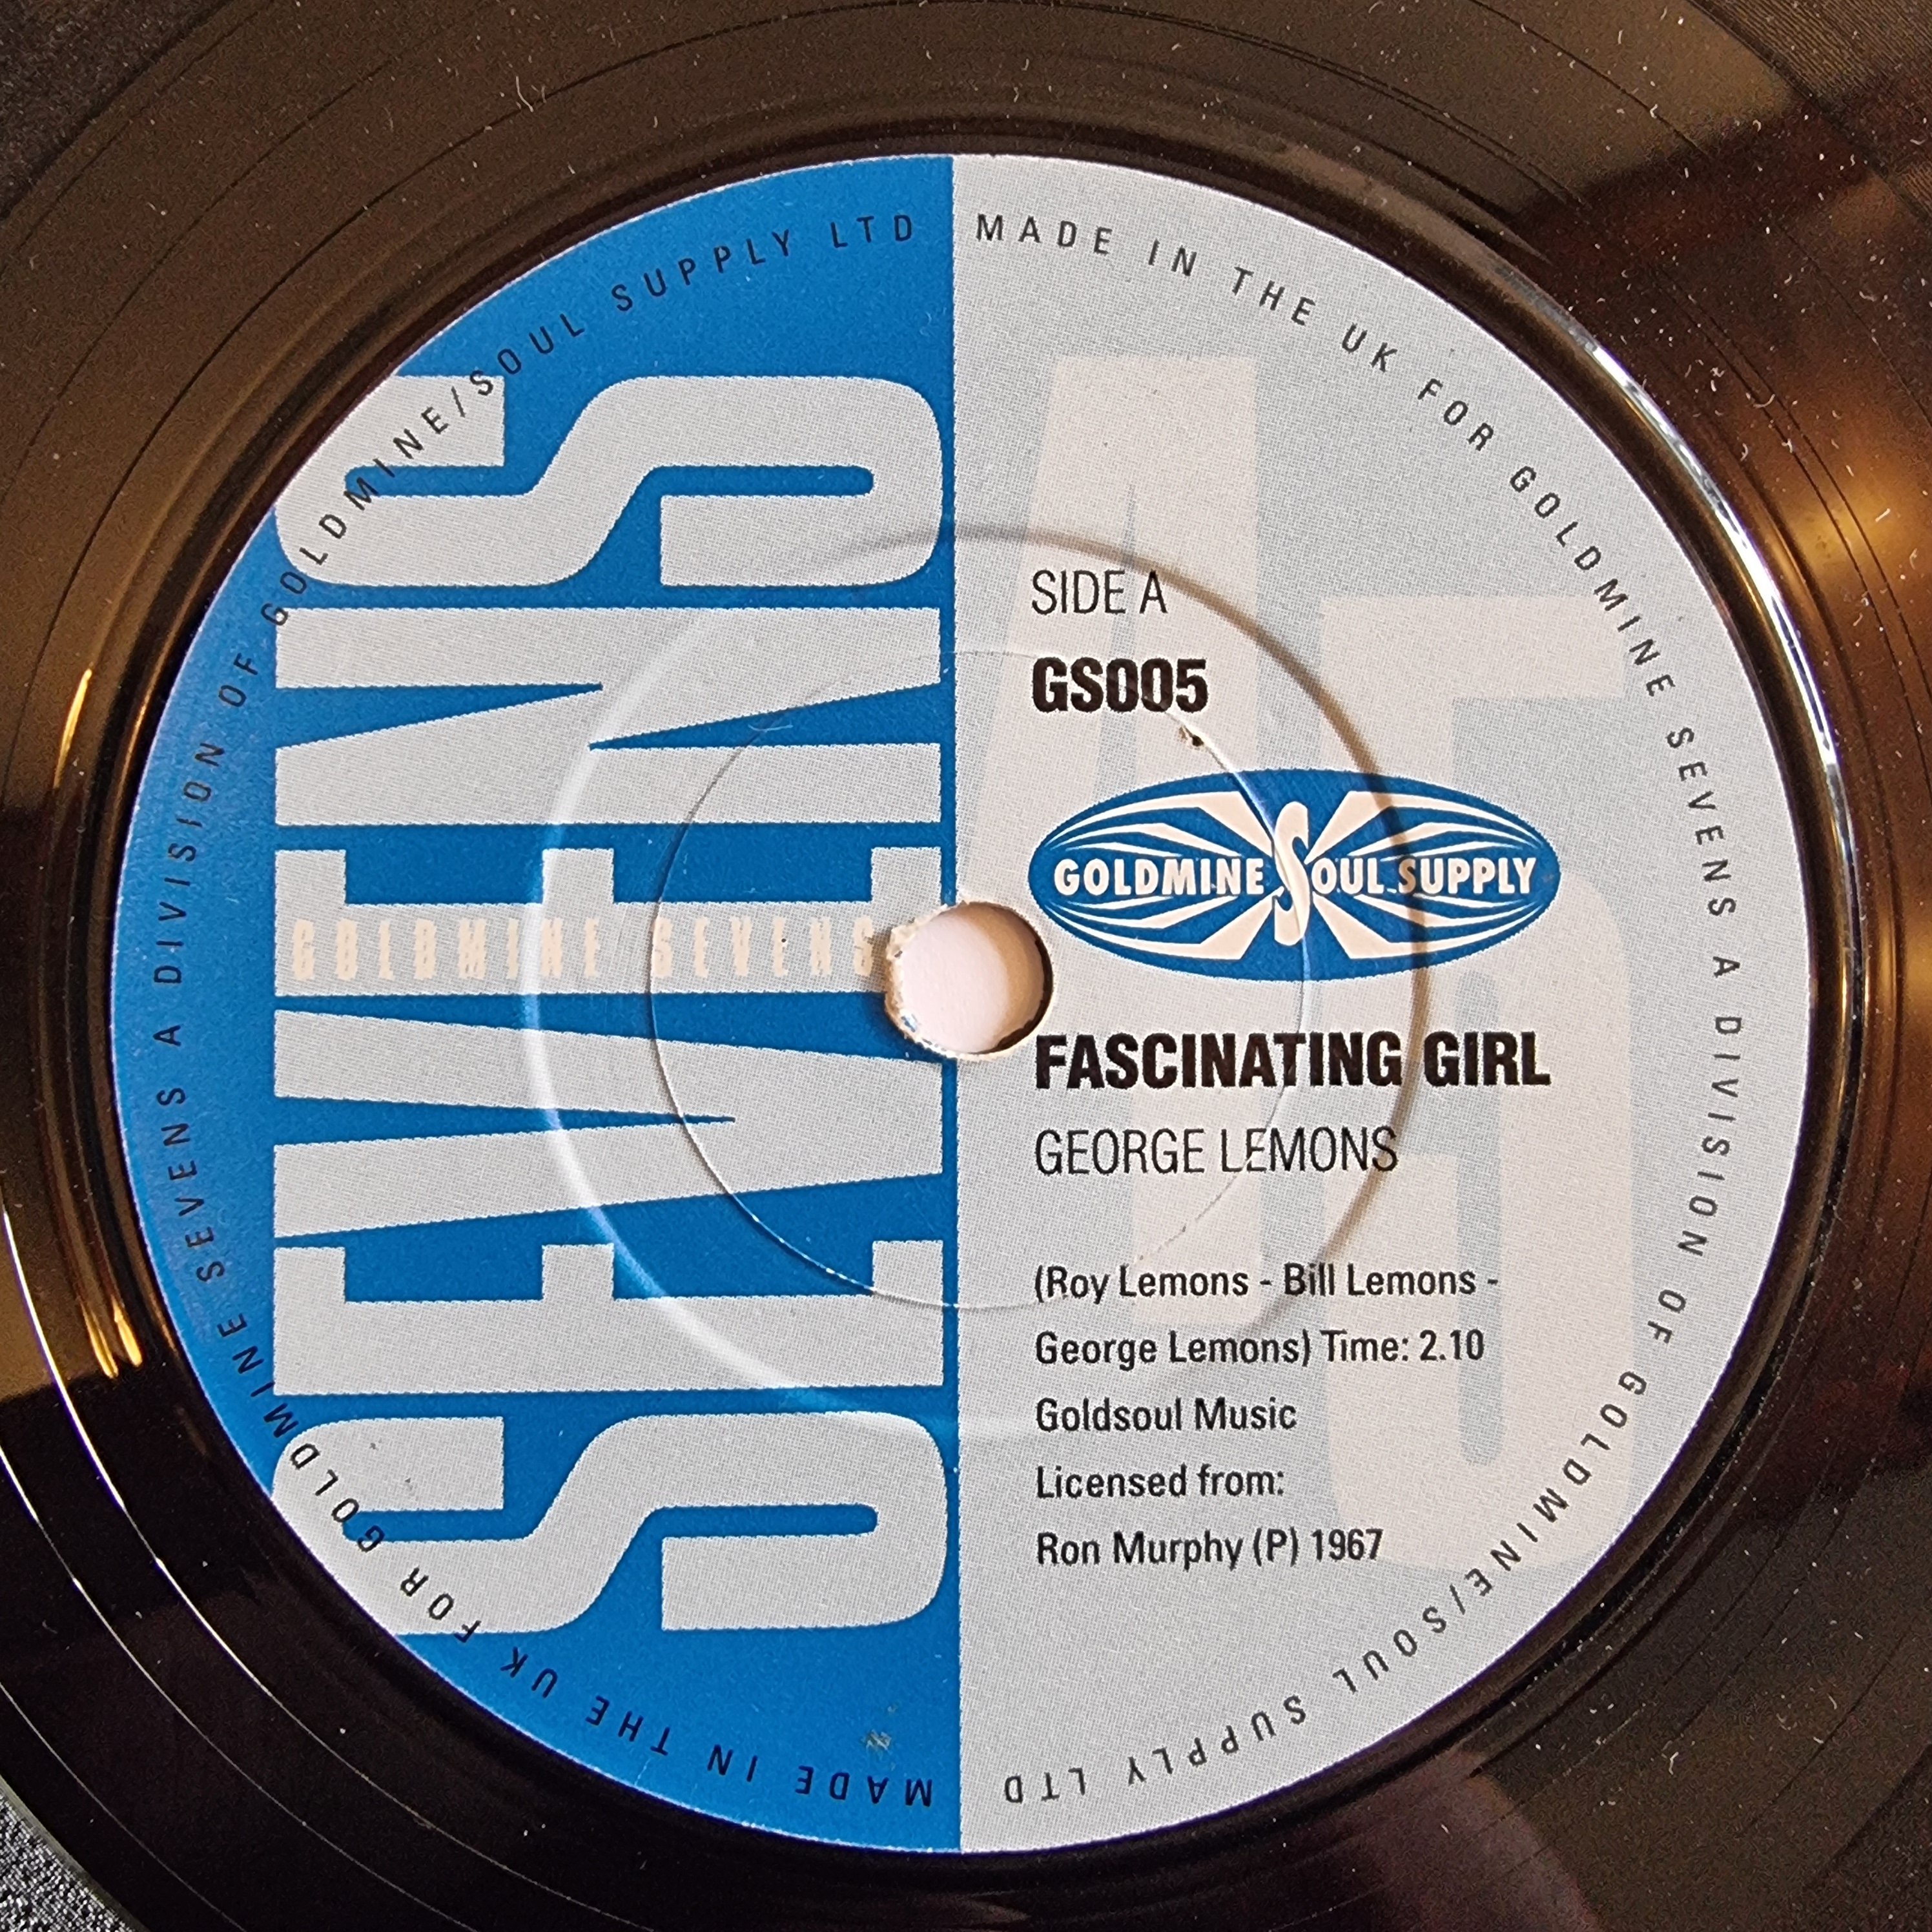 MADE IN THE UK FOR GOLDMINE SEVENS A DIVISION OF GOLDMINE/SOUL SUPPLY LTD
MADE IN THE UK FOR GOLDMINE SEVENS A DIVISION OF GOLDMINE/SOUL SUPPLY LTD
SEVENS
GOLDMINE SEVENS
A5
SIDE A
GS005
GOLDMINE SOUL SUPPLY
FASCINATING GIRL
GEORGE LEMONS
(Roy Lemons - Bill Lemons -
George Lemons) Time: 2.10
Goldsoul Music
Licensed from:
Ron Murphy (P) 1967